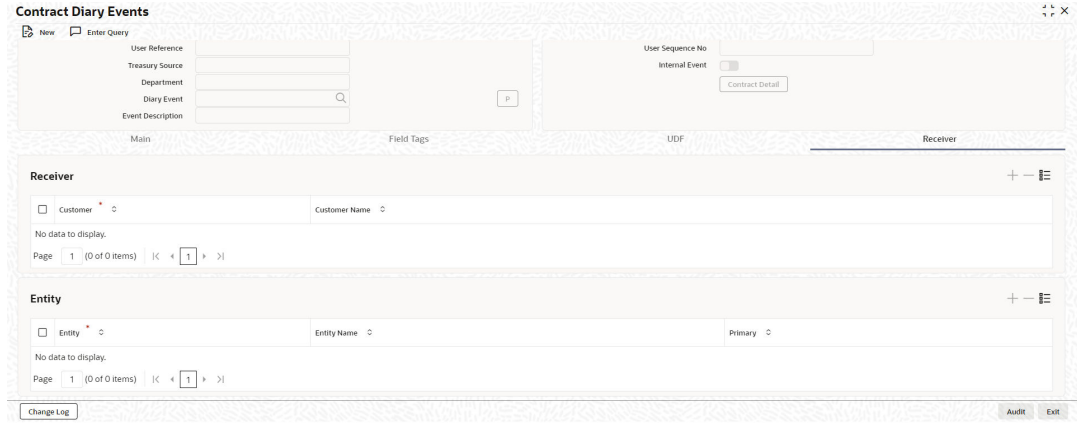 Contract Diary Events
New Enter Query
User Reference
Treasury Source
Department
Diary Event P
Event Description
User Sequence No
Internal Event
Contract Detail
Main Field Tags UDF Receiver
Receiver
Customer * Customer Name
No data to display.
Page 1 (0 of 0 items) 1
Entity
Entity * Entity Name Primary
No data to display.
Page 1 (0 of 0 items) 1
Change Log Audit Exit